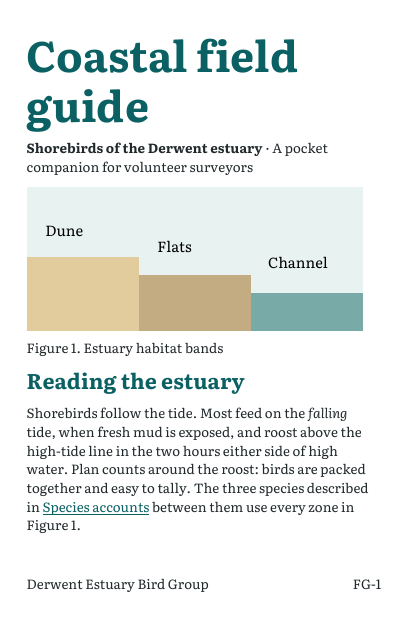 Coastal field
guide
Shorebirds of the Derwent estuary · A pocket
companion for volunteer surveyors
Dune
Flats
Channel
Figure 1. Estuary habitat bands
Reading the estuary
Shorebirds follow the tide. Most feed on the falling
tide, when fresh mud is exposed, and roost above the
high-tide line in the two hours either side of high
water. Plan counts around the roost: birds are packed
together and easy to tally. The three species described
in Species accounts between them use every zone in
Figure 1.
Derwent Estuary Bird Group FG-1